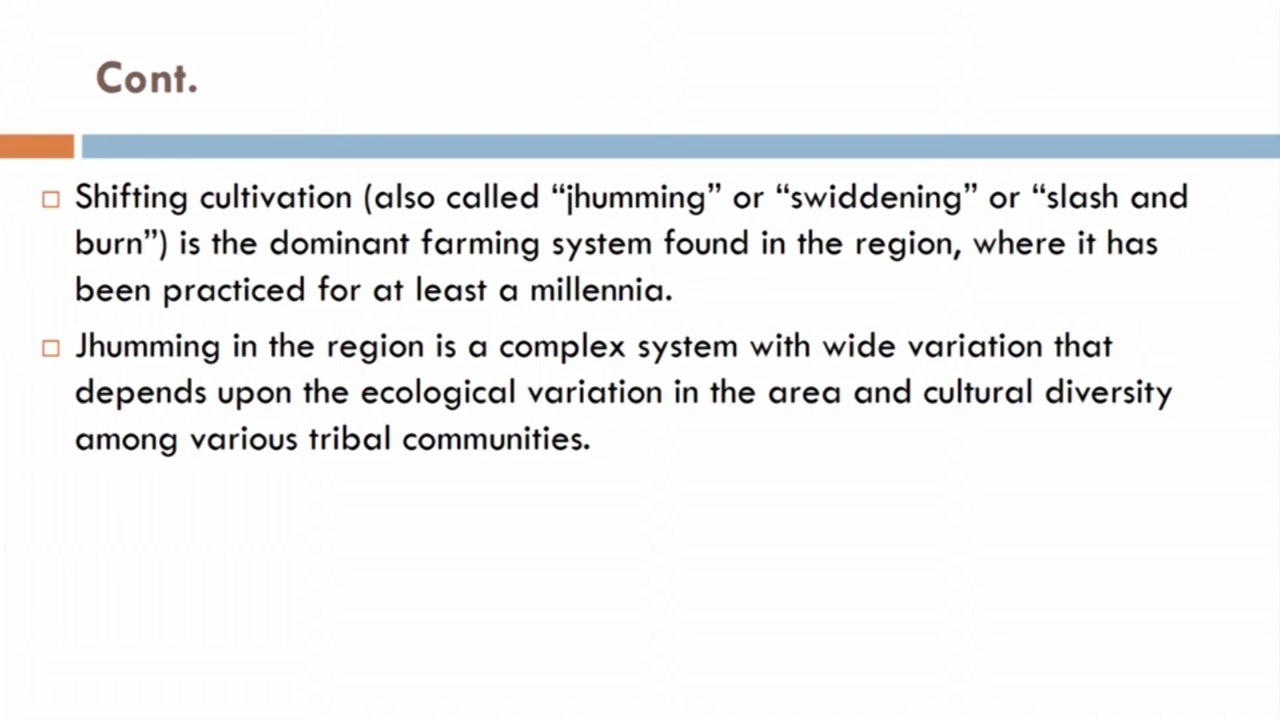 Cont.
Shifting cultivation (also called “jhumming” or “swiddening” or “slash and
burn”) is the dominant farming system found in the region, where it has
been practiced for at least a millennia.
Jhumming in the region is a complex system with wide variation that
depends upon the ecological variation in the area and cultural diversity
among various tribal communities.